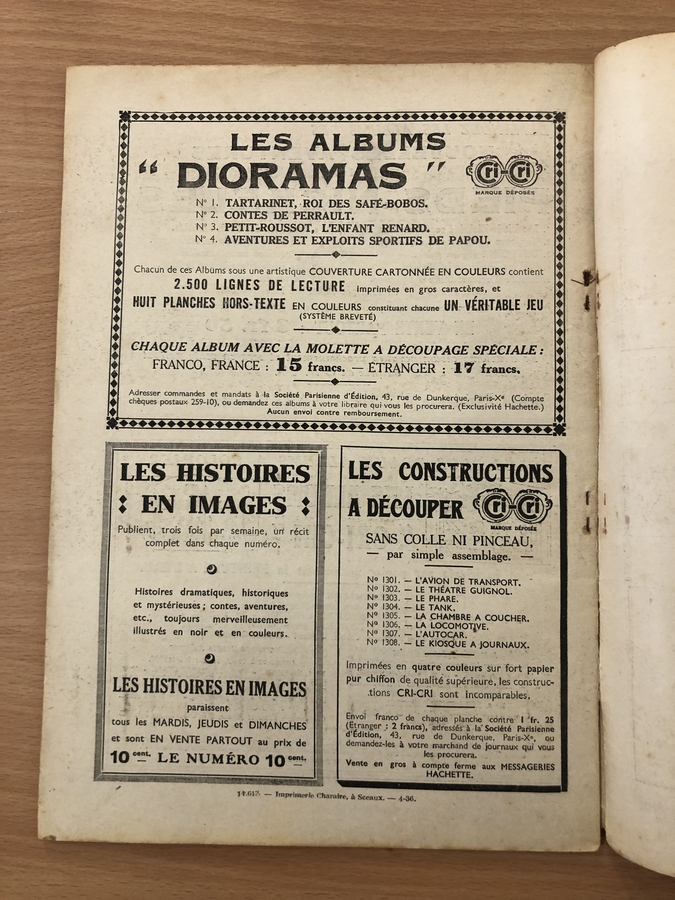 LES ALBUMS
“ DIORAMAS ”
Cri-Cri
MARQUE DÉPOSÉE
Nº 1. TARTARINET, ROI DES SAFÉ-BOBOS.
Nº 2. CONTES DE PERRAULT.
Nº 3. PETIT-ROUSSOT, L'ENFANT RENARD.
Nº 4. AVENTURES ET EXPLOITS SPORTIFS DE PAPOU.
Chacun de ces Albums sous une artistique COUVERTURE CARTONNÉE EN COULEURS contient
2.500 LIGNES DE LECTURE imprimées en gros caractères, et
HUIT PLANCHES HORS-TEXTE EN COULEURS constituant chacune UN VÉRITABLE JEU
(SYSTÈME BREVETÉ)
CHAQUE ALBUM AVEC LA MOLETTE A DÉCOUPAGE SPÉCIALE :
FRANCO, FRANCE : 15 francs. — ÉTRANGER : 17 francs.
Adresser commandes et mandats à la Société Parisienne d'Édition, 43, rue de Dunkerque, Paris-Xe (Compte
chèques postaux 259-10), ou demandez ces albums à votre libraire qui vous les procurera. (Exclusivité Hachette.)
Aucun envoi contre remboursement.
LES HISTOIRES
EN IMAGES
Publient, trois fois par semaine, un récit
complet dans chaque numéro.
Histoires dramatiques, historiques
et mystérieuses ; contes, aventures,
etc., toujours merveilleusement
illustrés en noir et en couleurs.
LES HISTOIRES EN IMAGES
paraissent
tous les MARDIS, JEUDIS et DIMANCHES
et sont EN VENTE PARTOUT au prix de
10 cent. LE NUMÉRO 10 cent.
LES CONSTRUCTIONS
A DÉCOUPER Cri-Cri
MARQUE DÉPOSÉE
SANS COLLE NI PINCEAU,
— par simple assemblage. —
Nº 1301. — L'AVION DE TRANSPORT.
Nº 1302. — LE THÉATRE GUIGNOL.
Nº 1303. — LE PHARE.
Nº 1304. — LE TANK.
Nº 1305. — LA CHAMBRE A COUCHER.
Nº 1306. — LA LOCOMOTIVE.
Nº 1307. — L'AUTOCAR.
Nº 1308. — LE KIOSQUE A JOURNAUX.
Imprimées en quatre couleurs sur fort papier
pur chiffon de qualité supérieure, les construc-
tions CRI-CRI sont incomparables,
Envoi franco de chaque planche contre 1 fr. 25
(Étranger : 2 francs), adressés à la Société Parisienne
d'Édition, 43, rue de Dunkerque, Paris-Xe, ou
demandez-les à votre marchand de journaux qui vous
les procurera.
Vente en gros à compte ferme aux MESSAGERIES
HACHETTE.
— Imprimerie Charaire, à Sceaux. — 4-36.